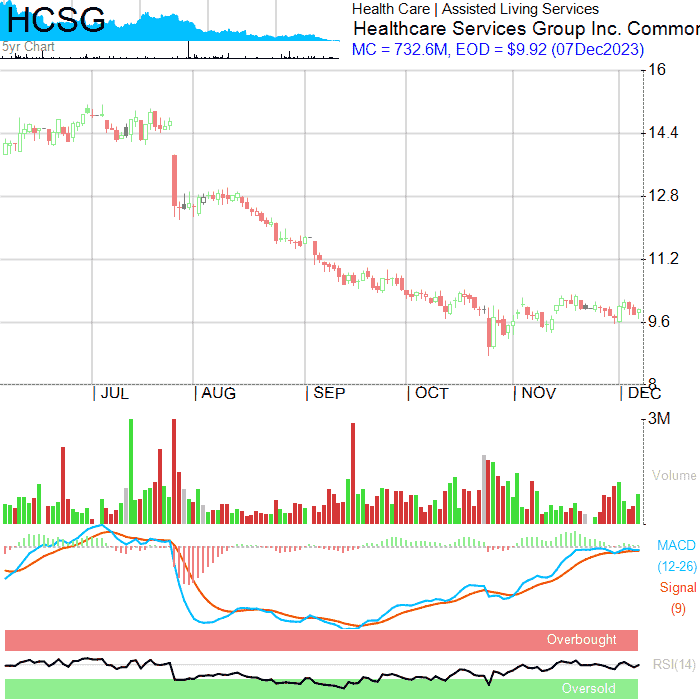 HCSG
5yr Chart
Health Care | Assisted Living Services
Healthcare Services Group Inc. Common
MC = 732.6M, EOD = $9.92 (07Dec2023)
16
14.4
12.8
11.2
9.6
8
JUL AUG SEP OCT NOV DEC
3M
Volume
MACD
(12-26)
Signal
(9)
Overbought
RSI(14)
Oversold